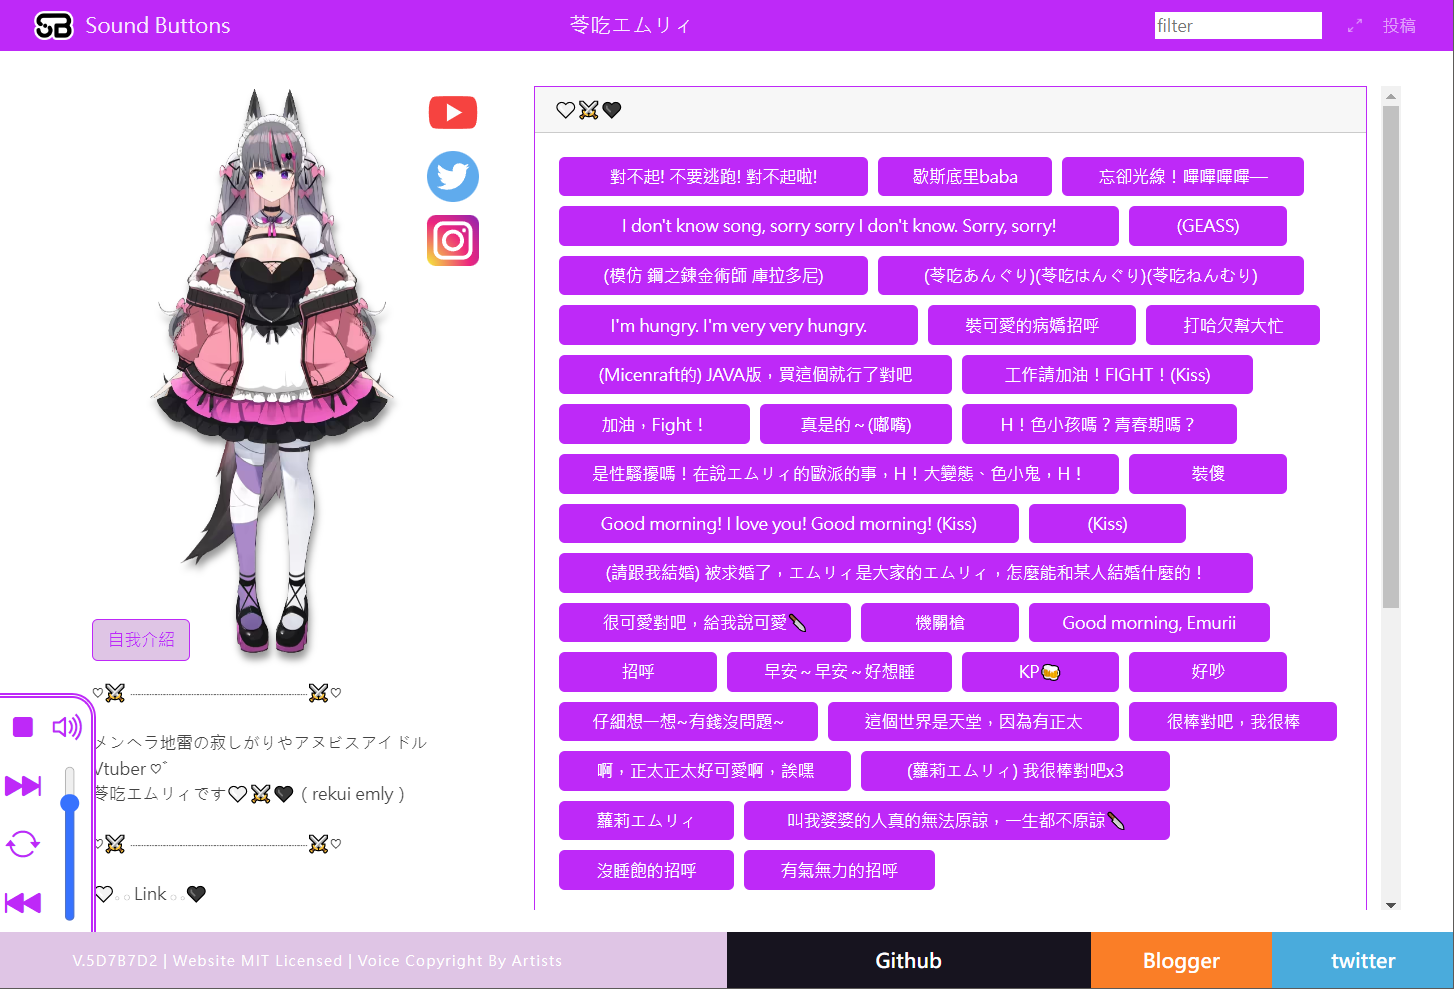 SB Sound Buttons
苓吃エムリィ
filter
投稿
♡⚔🖤
對不起! 不要逃跑! 對不起啦!
歇斯底里baba
忘卻光線！嗶嗶嗶嗶—
I don't know song, sorry sorry I don't know. Sorry, sorry!
(GEASS)
(模仿 鋼之鍊金術師 庫拉多尼)
(苓吃あんぐり)(苓吃はんぐり)(苓吃ねんむり)
I'm hungry. I'm very very hungry.
裝可愛的病嬌招呼
打哈欠幫大忙
(Micenraft的) JAVA版，買這個就行了對吧
工作請加油！FIGHT！(Kiss)
加油，Fight！
真是的～(嘟嘴)
H！色小孩嗎？青春期嗎？
是性騷擾嗎！在說エムリィ的歐派的事，H！大變態、色小鬼，H！
裝傻
Good morning! I love you! Good morning! (Kiss)
(Kiss)
(請跟我結婚) 被求婚了，エムリィ是大家的エムリィ，怎麼能和某人結婚什麼的！
很可愛對吧，給我說可愛🔪
機關槍
Good morning, Emurii
招呼
早安～早安～好想睡
KP🍻
好吵
仔細想一想~有錢沒問題~
這個世界是天堂，因為有正太
很棒對吧，我很棒
啊，正太正太好可愛啊，誒嘿
(蘿莉エムリィ) 我很棒對吧x3
蘿莉エムリィ
叫我婆婆的人真的無法原諒，一生都不原諒🔪
沒睡飽的招呼
有氣無力的招呼
自我介紹
メンヘラ地雷の寂しがりやアヌビスアイドル
Vtuber ♡ﾞ
苓吃エムリィです♡⚔🖤 ( rekui emly )
♡。○ Link ○。🖤
V.5D7B7D2 | Website MIT Licensed | Voice Copyright By Artists
Github
Blogger
twitter